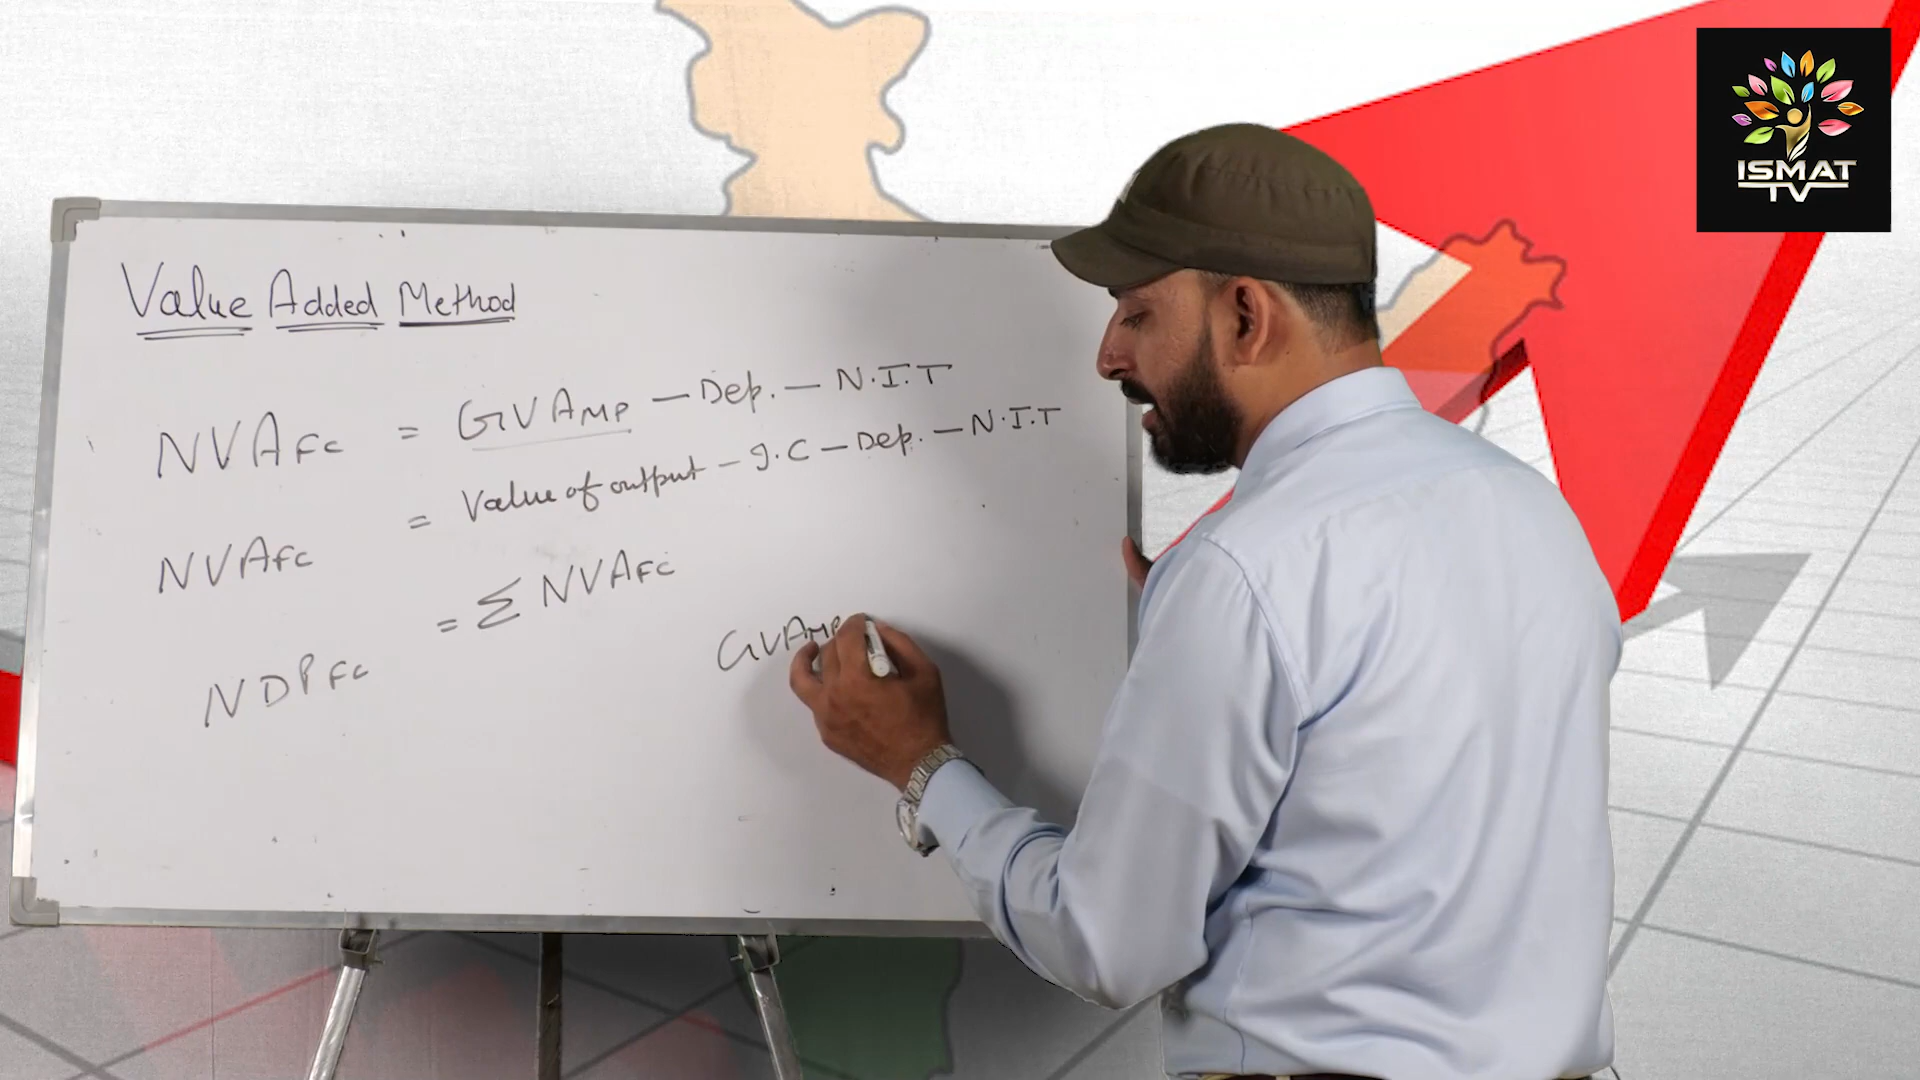 ISMAT
TV
Value Added Method
NVAFC = GVAMP – Dep. – N.I.T
NVAFC = Value of output – I.C – Dep. – N.I.T
NDPFC = Σ NVAFC
GVAMP